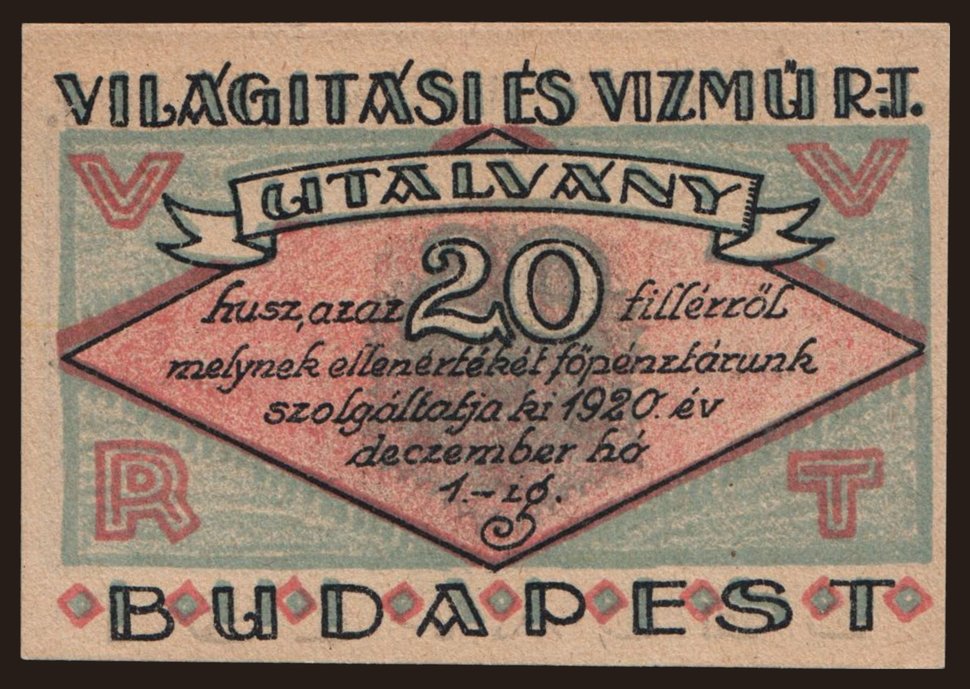 VILÁGITÁSI ÉS VIZMŰ R.T.
V V
UTALVÁNY
husz, azaz 20 fillérről
melynek ellenértékét főpénztárunk
szolgáltatja ki 1920. év
deczember hó
1.-ig.
R T
BUDAPEST